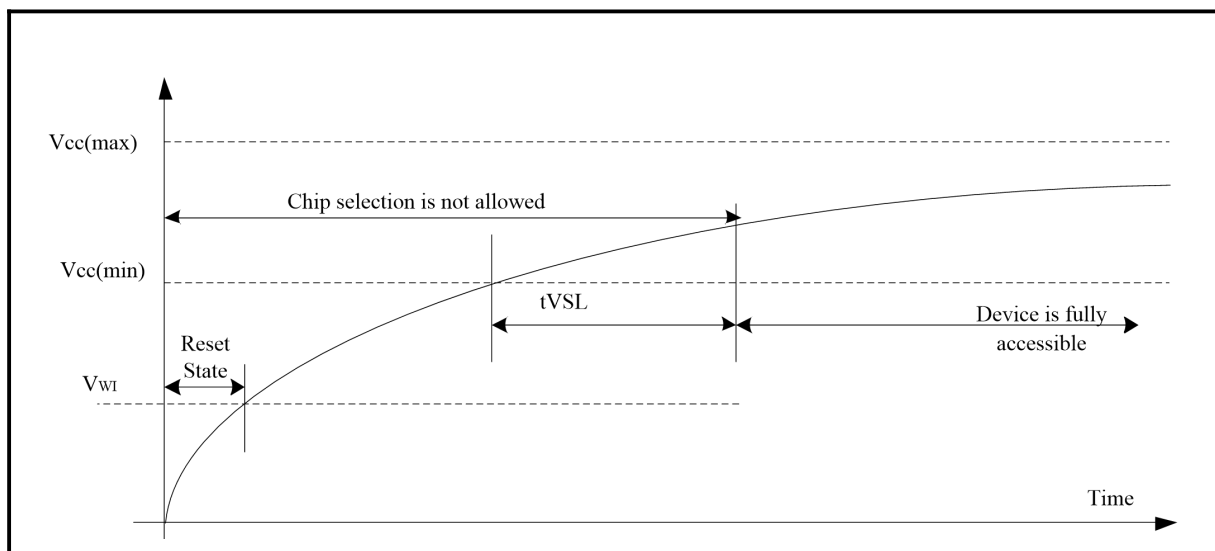 Vcc(max)
Chip selection is not allowed
Vcc(min)
tVSL
Device is fully
accessible
Reset
State
VWI
Time